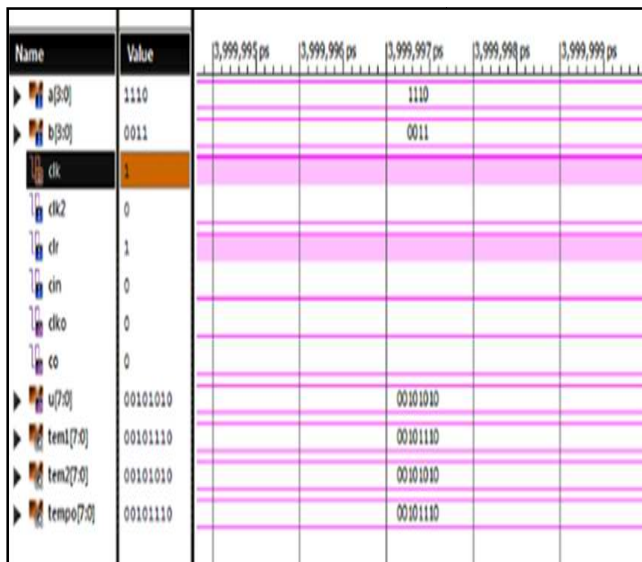 Name Value 3,999,995 ps 3,999,996 ps 3,999,997 ps 3,999,998 ps 3,999,999 ps
a[3:0] 1110 1110
b[3:0] 0011 0011
clk 1
clk2 0
clr 1
cin 0
clko 0
co 0
u[7:0] 00101010 00101010
tem1[7:0] 00101110 00101110
tem2[7:0] 00101010 00101010
tempo[7:0] 00101110 00101110